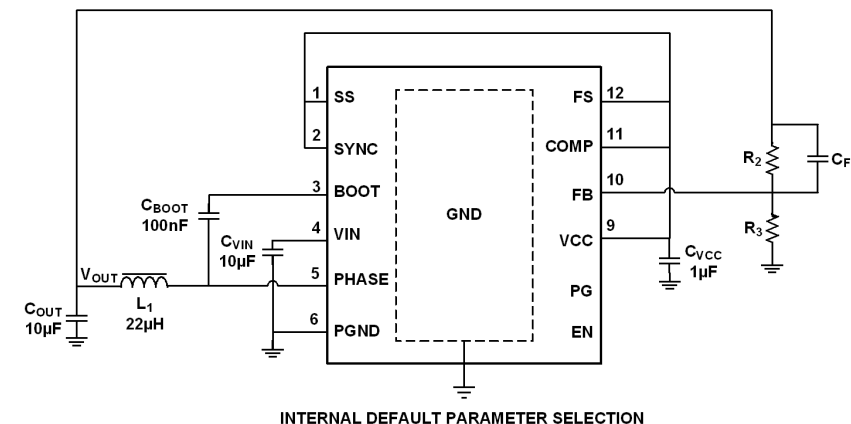 1 SS
FS 12
2 SYNC
COMP 11
3 BOOT
FB 10
4 VIN
VCC 9
5 PHASE
PG
6 PGND
EN
GND
CBOOT
100nF
CVIN
10µF
VOUT
L1
22µH
COUT
10µF
R2
CF
R3
CVCC
1µF
INTERNAL DEFAULT PARAMETER SELECTION